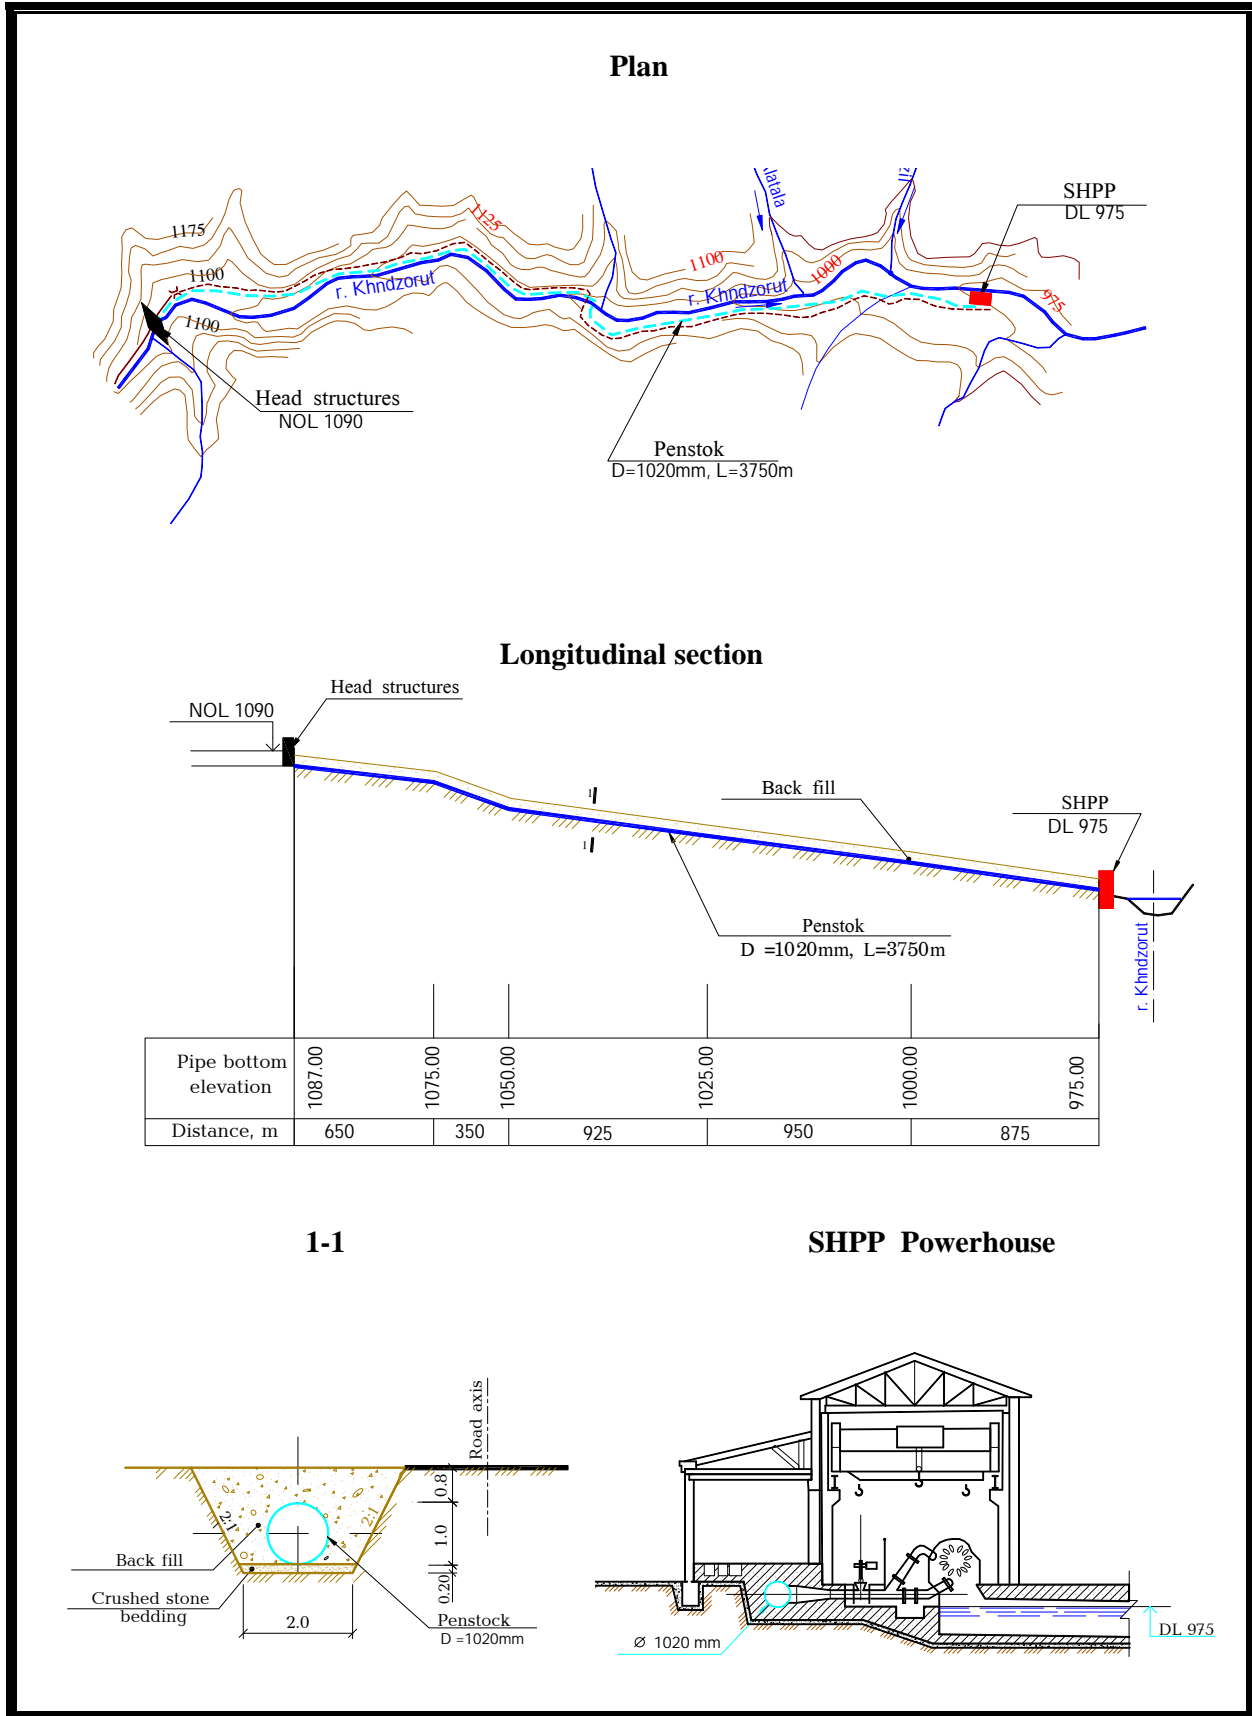 Plan
SHPP
DL 975
1175
1125
1100
1100
1000
975
r. Khndzorut
r. Khndzorut
1100
Head structures
NOL 1090
Penstok
D=1020mm, L=3750m
Longitudinal section
Head structures
NOL 1090
Back fill
SHPP
DL 975
1
1
Penstok
D =1020mm, L=3750m
r. Khndzorut
Pipe bottom
elevation
1087.00 1075.00 1050.00 1025.00 1000.00 975.00
Distance, m 650 350 925 950 875
1-1
SHPP Powerhouse
Road axis
0.8
2:1
2:1
1.0
Back fill
0.20
Crushed stone
bedding
2.0
Penstock
D =1020mm
Ø 1020 mm
DL 975